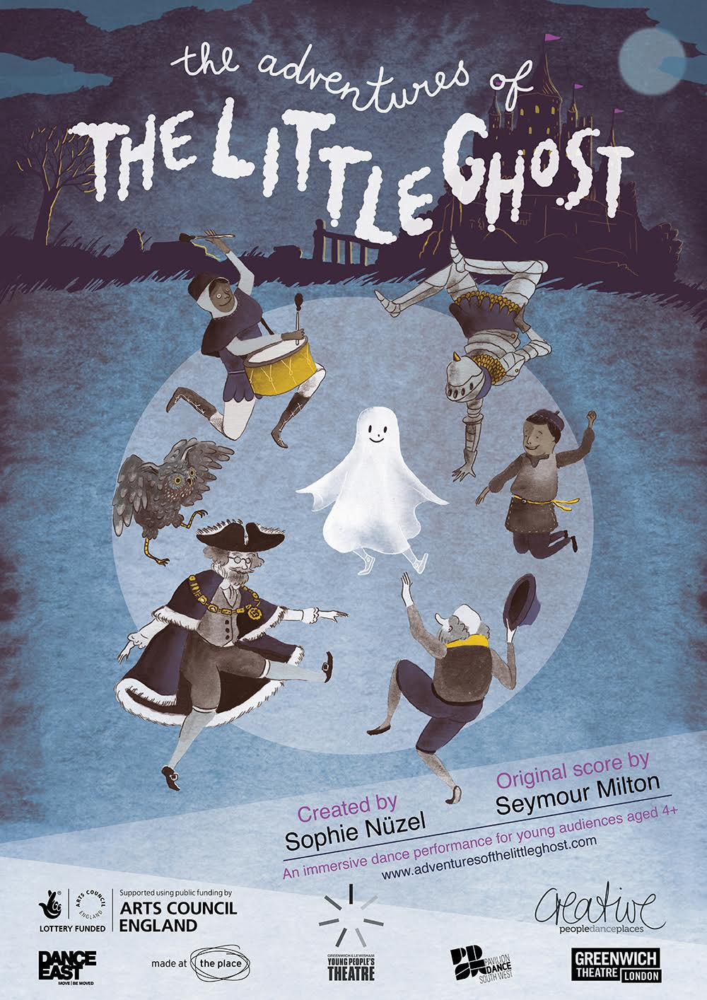 the adventures of
THE LITTLE GHOST
Created by
Sophie Nüzel
Original score by
Seymour Milton
An immersive dance performance for young audiences aged 4+
www.adventuresofthelittleghost.com
LOTTERY FUNDED
ARTS COUNCIL
ENGLAND
Supported using public funding by
ARTS COUNCIL
ENGLAND
GREENWICH & LEWISHAM
YOUNG PEOPLE'S
THEATRE
creative
peopledanceplaces
DANCE
EAST
MOVE | BE MOVED
made at the place
PAVILION
DANCE
SOUTH WEST
GREENWICH
THEATRE LONDON